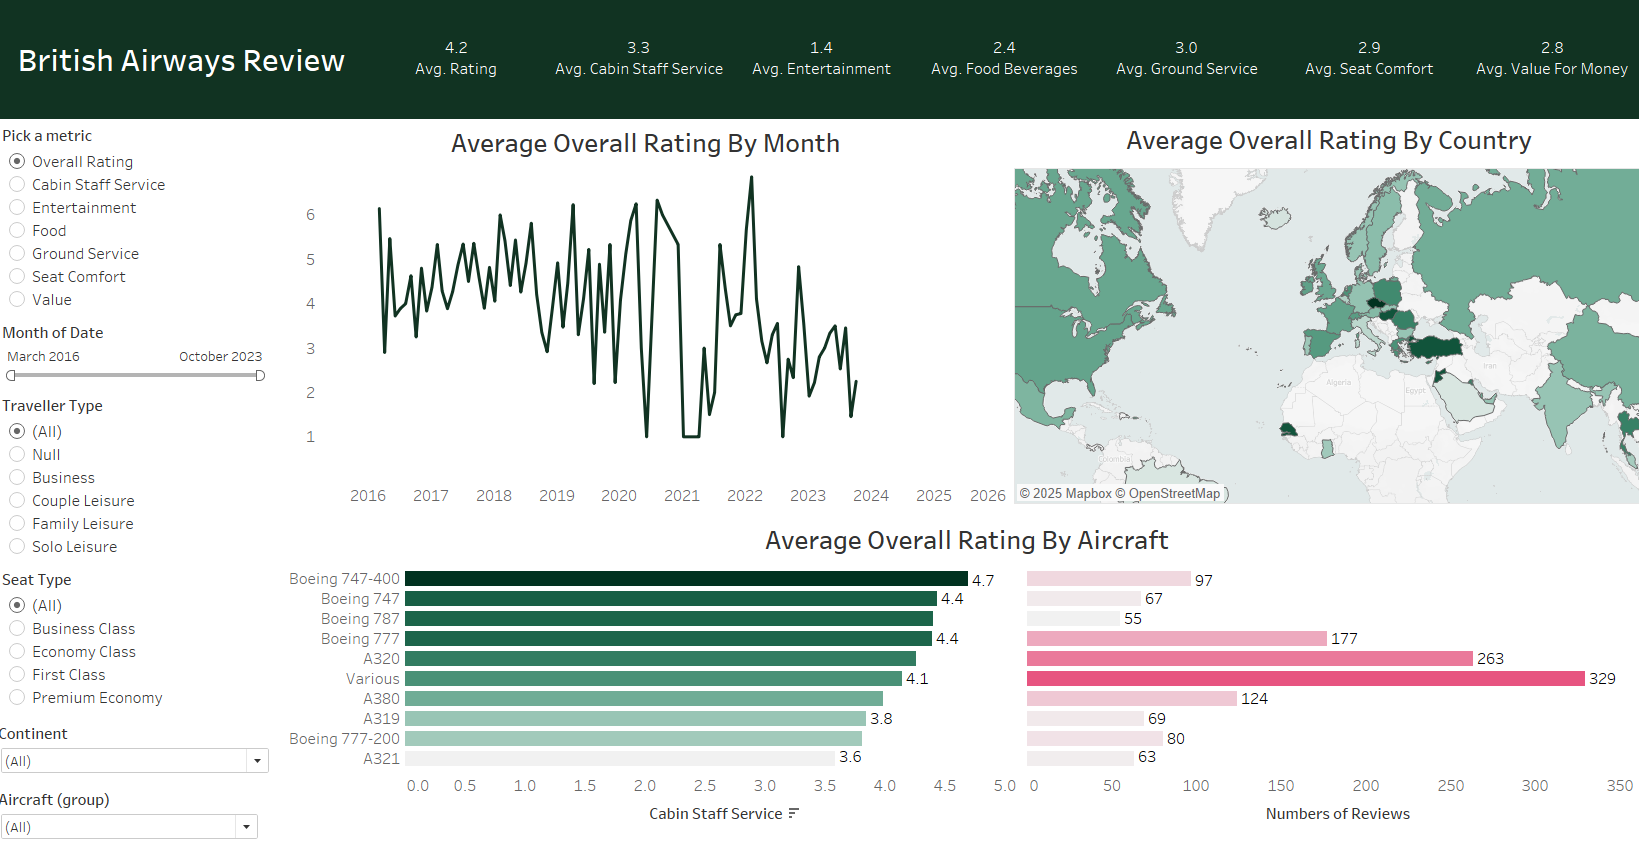 British Airways Review
4.2
Avg. Rating
3.3
Avg. Cabin Staff Service
1.4
Avg. Entertainment
2.4
Avg. Food Beverages
3.0
Avg. Ground Service
2.9
Avg. Seat Comfort
2.8
Avg. Value For Money
Pick a metric
Overall Rating
Cabin Staff Service
Entertainment
Food
Ground Service
Seat Comfort
Value
Month of Date
March 2016 October 2023
Traveller Type
(All)
Null
Business
Couple Leisure
Family Leisure
Solo Leisure
Seat Type
(All)
Business Class
Economy Class
First Class
Premium Economy
Continent
(All)
Aircraft (group)
(All)
Average Overall Rating By Month
6
5
4
3
2
1
2016 2017 2018 2019 2020 2021 2022 2023 2024 2025 2026
Average Overall Rating By Country
Algeria
Egypt
Iran
Colombia
© 2025 Mapbox © OpenStreetMap
Average Overall Rating By Aircraft
Boeing 747-400 4.7 97
Boeing 747 4.4 67
Boeing 787 55
Boeing 777 4.4 177
A320 263
Various 4.1 329
A380 124
A319 3.8 69
Boeing 777-200 80
A321 3.6 63
0.0 0.5 1.0 1.5 2.0 2.5 3.0 3.5 4.0 4.5 5.0 0 50 100 150 200 250 300 350
Cabin Staff Service
Numbers of Reviews